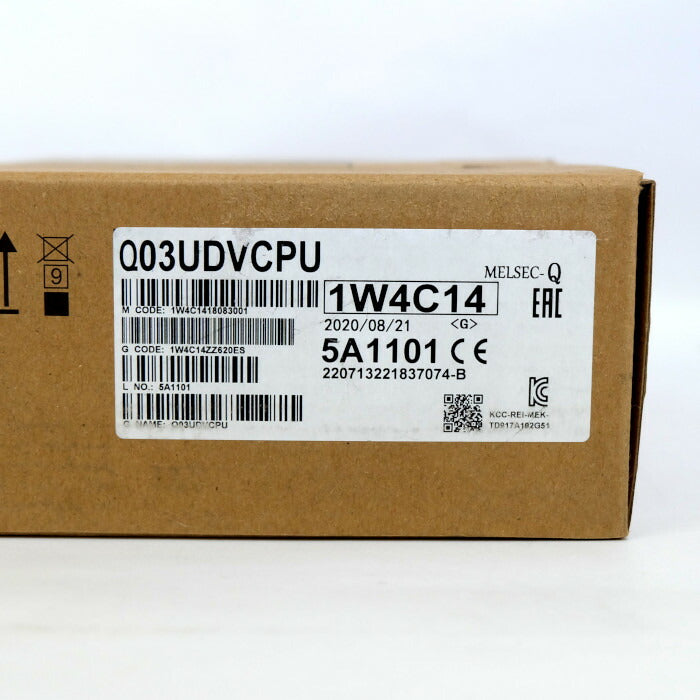 9
Q03UDVCPU
MELSEC-Q
M CODE: 1W4C1418083001
1W4C14
EAC
2020/08/21 <G>
G CODE: 1W4C14ZZ620ES
5A1101 CE
220713221837074-B
L NO.: 5A1101
KCC-REI-MEK-
TD917A192G51
G NAME: Q03UDVCPU